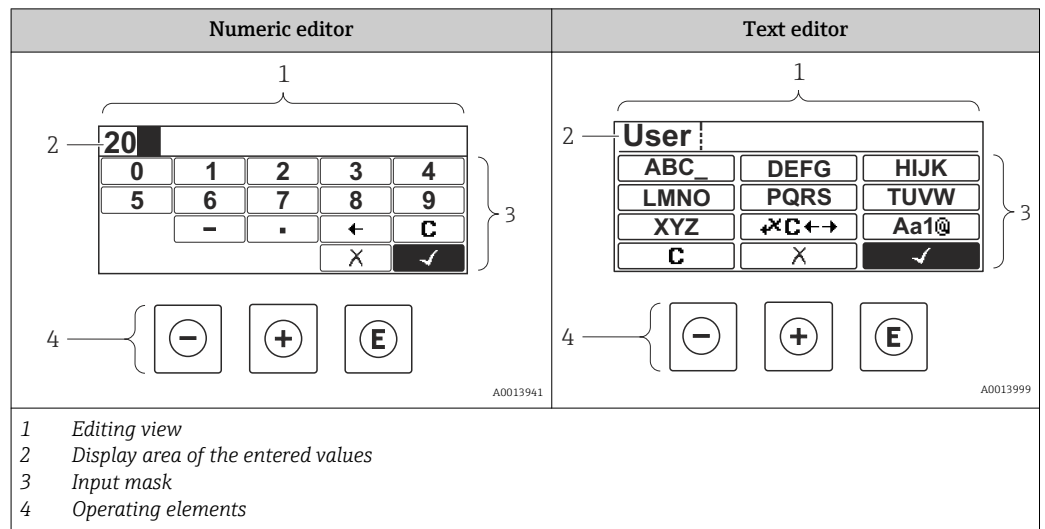 Numeric editor
Text editor
1
2
20
0 1 2 3 4
5 6 7 8 9
- . ← C
X ✓
3
4
- + E
A0013941
1
2
User
ABC_ DEFG HIJK
LMNO PQRS TUVW
XYZ ↶×C←→ Aa1@
C X ✓
3
4
- + E
A0013999
1 Editing view
2 Display area of the entered values
3 Input mask
4 Operating elements